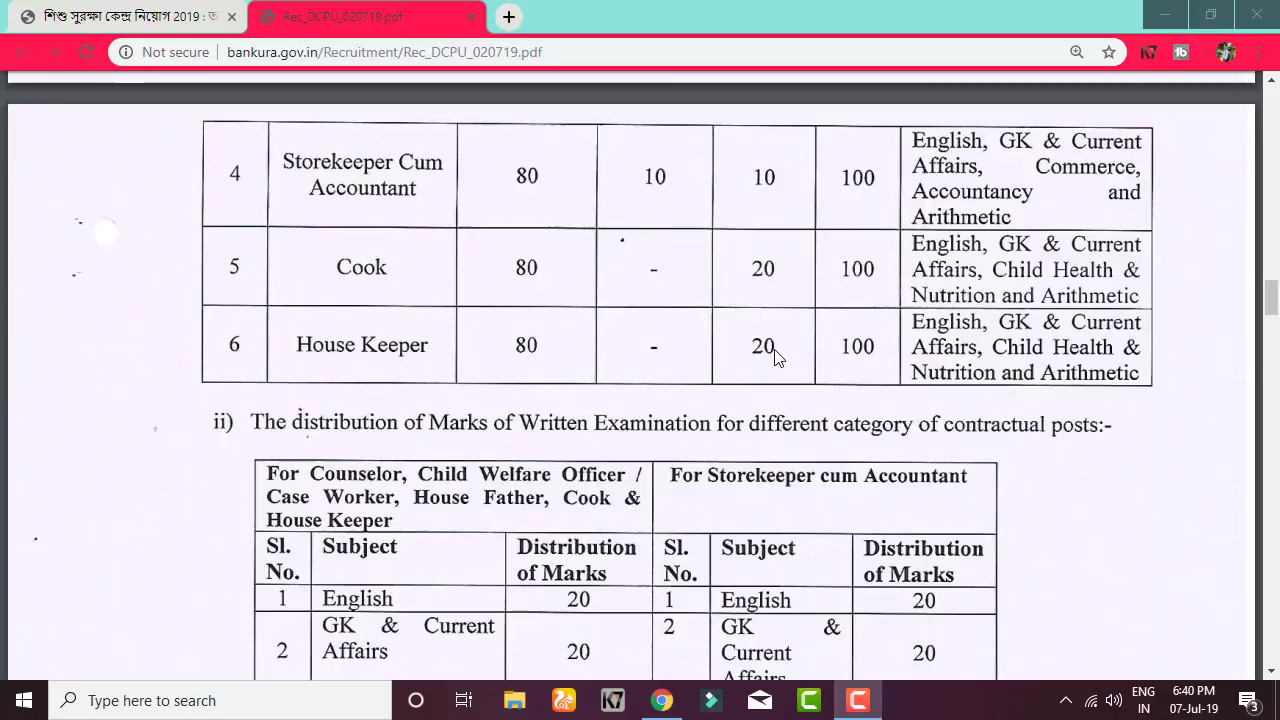 শিশু সুরক্ষা কেন্দ্র নিয়োগ 2019 :
Rec_DCPU_020719.pdf
Not secure
bankura.gov.in/Recruitment/Rec_DCPU_020719.pdf
4
Storekeeper Cum
Accountant
80
10
10
100
English, GK & Current
Affairs, Commerce,
Accountancy and
Arithmetic
5
Cook
80
-
20
100
English, GK & Current
Affairs, Child Health &
Nutrition and Arithmetic
6
House Keeper
80
-
20
100
English, GK & Current
Affairs, Child Health &
Nutrition and Arithmetic
ii) The distribution of Marks of Written Examination for different category of contractual posts:-
For Counselor, Child Welfare Officer /
Case Worker, House Father, Cook &
House Keeper
For Storekeeper cum Accountant
Sl.
No.
Subject
Distribution
of Marks
Sl.
No.
Subject
Distribution
of Marks
1
English
20
1
English
20
2
GK & Current
Affairs
20
2
GK &
Current
Affairs
20
Type here to search
K7
ENG
IN
6:40 PM
07-Jul-19
3